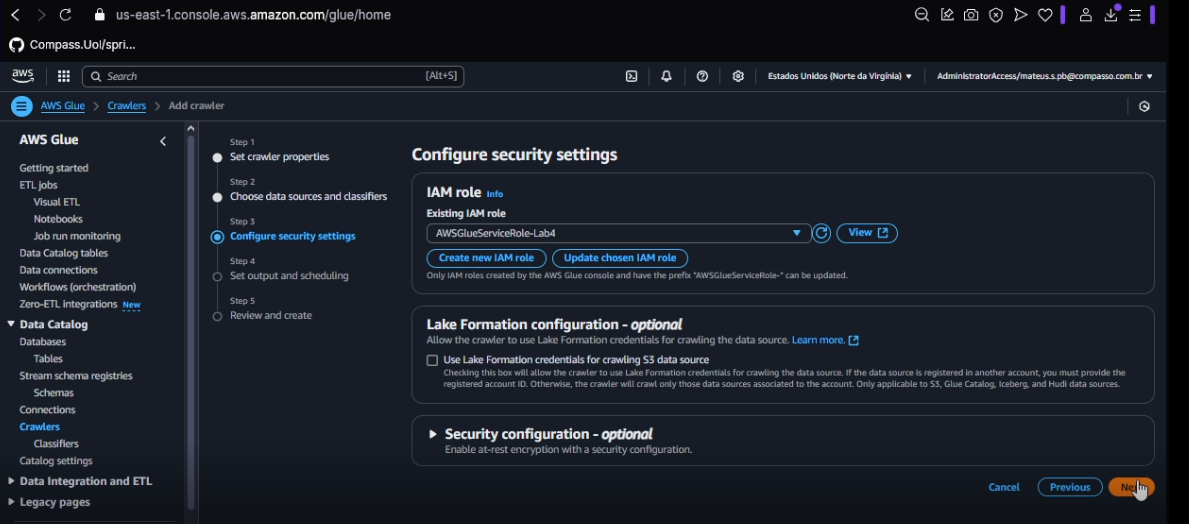 us-east-1.console.aws.amazon.com/glue/home
Compass.Uol/spri...
aws
Search
[Alt+S]
Estados Unidos (Norte da Virgínia)
AdministratorAccess/mateus.s.pb@compasso.com.br
AWS Glue
Crawlers
Add crawler
AWS Glue
Getting started
ETL jobs
Visual ETL
Notebooks
Job run monitoring
Data Catalog tables
Data connections
Workflows (orchestration)
Zero-ETL integrations New
Data Catalog
Databases
Tables
Stream schema registries
Schemas
Connections
Crawlers
Classifiers
Catalog settings
Data Integration and ETL
Legacy pages
Step 1
Set crawler properties
Step 2
Choose data sources and classifiers
Step 3
Configure security settings
Step 4
Set output and scheduling
Step 5
Review and create
Configure security settings
IAM role Info
Existing IAM role
AWSGlueServiceRole-Lab4
View
Create new IAM role
Update chosen IAM role
Only IAM roles created by the AWS Glue console and have the prefix "AWSGlueServiceRole-" can be updated.
Lake Formation configuration - optional
Allow the crawler to use Lake Formation credentials for crawling the data source. Learn more.
Use Lake Formation credentials for crawling S3 data source
Checking this box will allow the crawler to use Lake Formation credentials for crawling the data source. If the data source is registered in another account, you must provide the
registered account ID. Otherwise, the crawler will crawl only those data sources associated to the account. Only applicable to S3, Glue Catalog, Iceberg, and Hudi data sources.
Security configuration - optional
Enable at-rest encryption with a security configuration.
Cancel
Previous